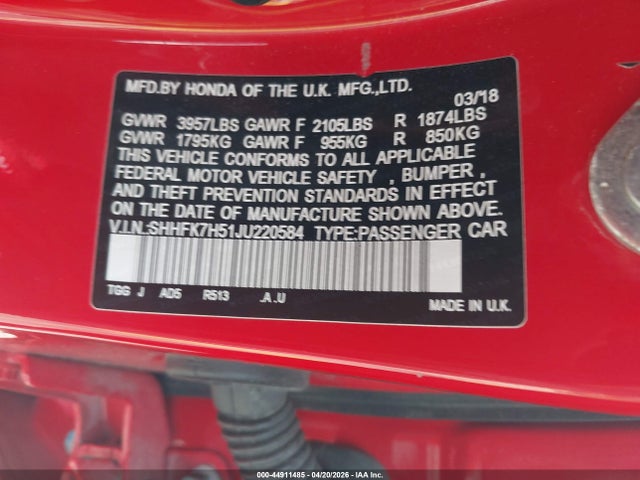 MFD.BY HONDA OF THE U.K. MFG.,LTD.
03/18
GVWR 3957LBS GAWR F 2105LBS R 1874LBS
GVWR 1795KG GAWR F 955KG R 850KG
THIS VEHICLE CONFORMS TO ALL APPLICABLE
FEDERAL MOTOR VEHICLE SAFETY , BUMPER ,
AND THEFT PREVENTION STANDARDS IN EFFECT
ON THE DATE OF MANUFACTURE SHOWN ABOVE.
V.I.N.:SHHFK7H51JU220584 TYPE:PASSENGER CAR
TGG J AD5 R513 .A.U
MADE IN U.K.
000-44911485 - 04/20/2026 - IAAI.com